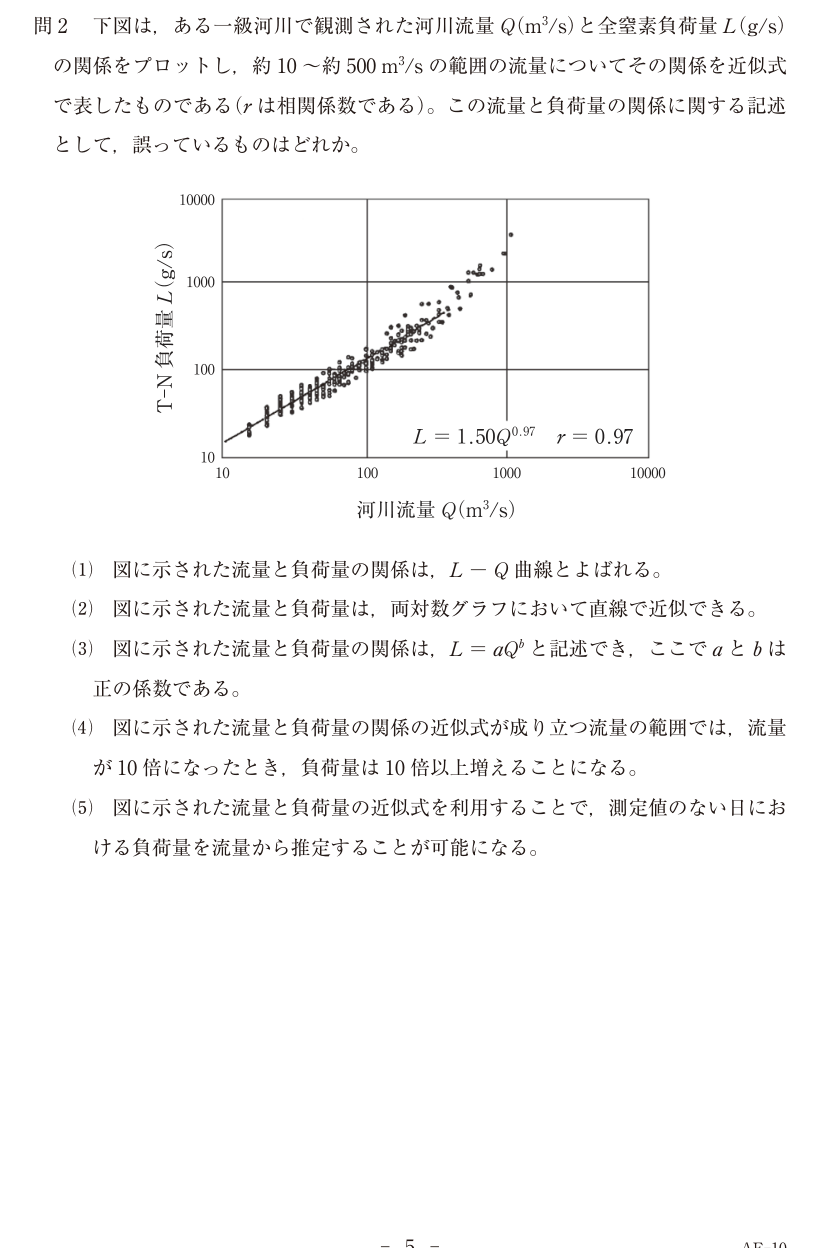 問 2　下図は，ある一級河川で観測された河川流量 Q(m³/s)と全窒素負荷量 L(g/s)
の関係をプロットし，約 10 ～約 500 m³/s の範囲の流量についてその関係を近似式
で表したものである(r は相関係数である)。この流量と負荷量の関係に関する記述
として，誤っているものはどれか。
10000
1000
100
10
T-N 負荷量 L(g/s)
L = 1.50Q^0.97　r = 0.97
10　100　1000　10000
河川流量 Q(m³/s)
⑴　図に示された流量と負荷量の関係は，L － Q 曲線とよばれる。
⑵　図に示された流量と負荷量は，両対数グラフにおいて直線で近似できる。
⑶　図に示された流量と負荷量の関係は，L = aQ^b と記述でき，ここで a と b は
正の係数である。
⑷　図に示された流量と負荷量の関係の近似式が成り立つ流量の範囲では，流量
が 10 倍になったとき，負荷量は 10 倍以上増えることになる。
⑸　図に示された流量と負荷量の近似式を利用することで，測定値のない日にお
ける負荷量を流量から推定することが可能になる。
- 5 -